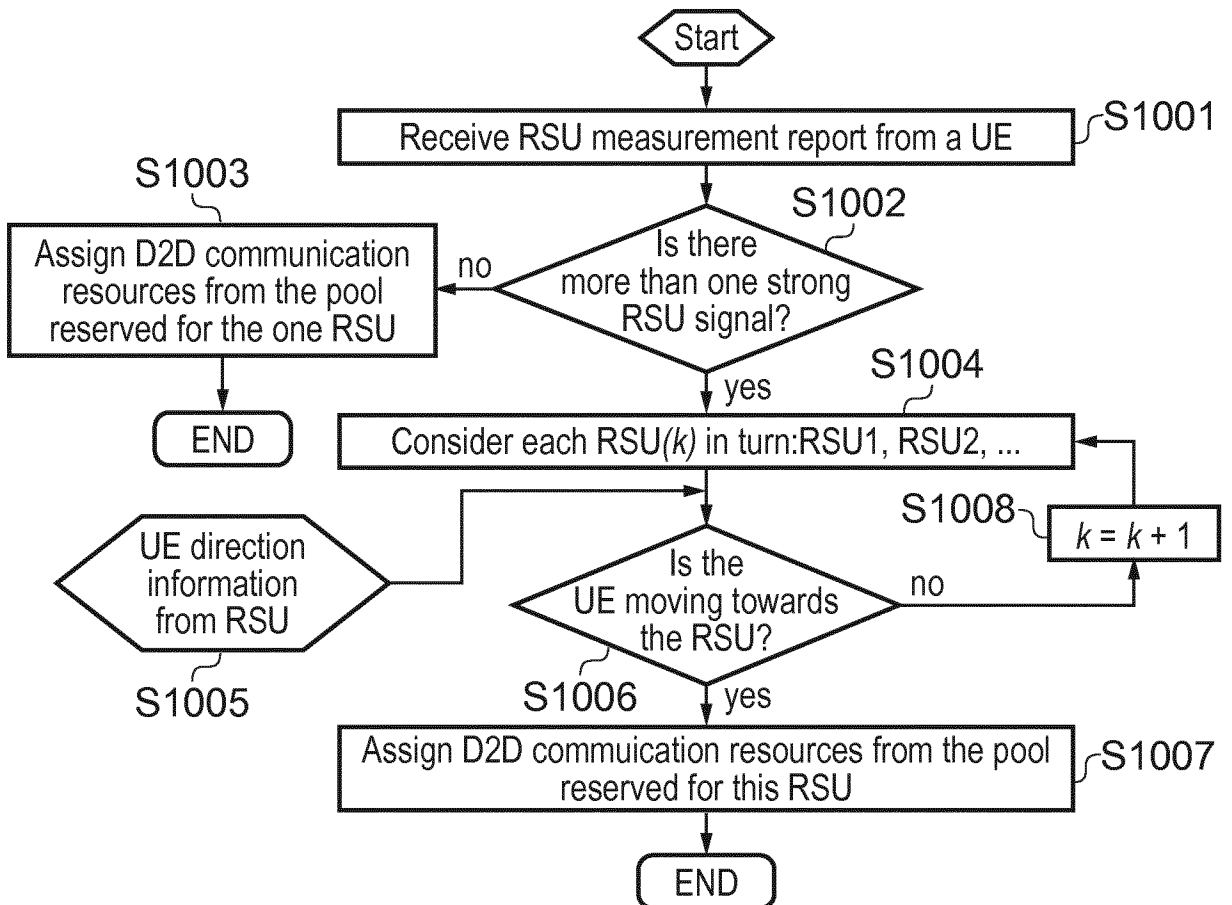 Start
Receive RSU measurement report from a UE
S1001
S1003
S1002
Assign D2D communication
resources from the pool
reserved for the one RSU
no
Is there
more than one strong
RSU signal?
yes
END
S1004
Consider each RSU(k) in turn:RSU1, RSU2, ...
S1008
k = k + 1
UE direction
information
from RSU
S1005
Is the
UE moving towards
the RSU?
no
S1006
yes
Assign D2D commuication resources from the pool
reserved for this RSU
S1007
END